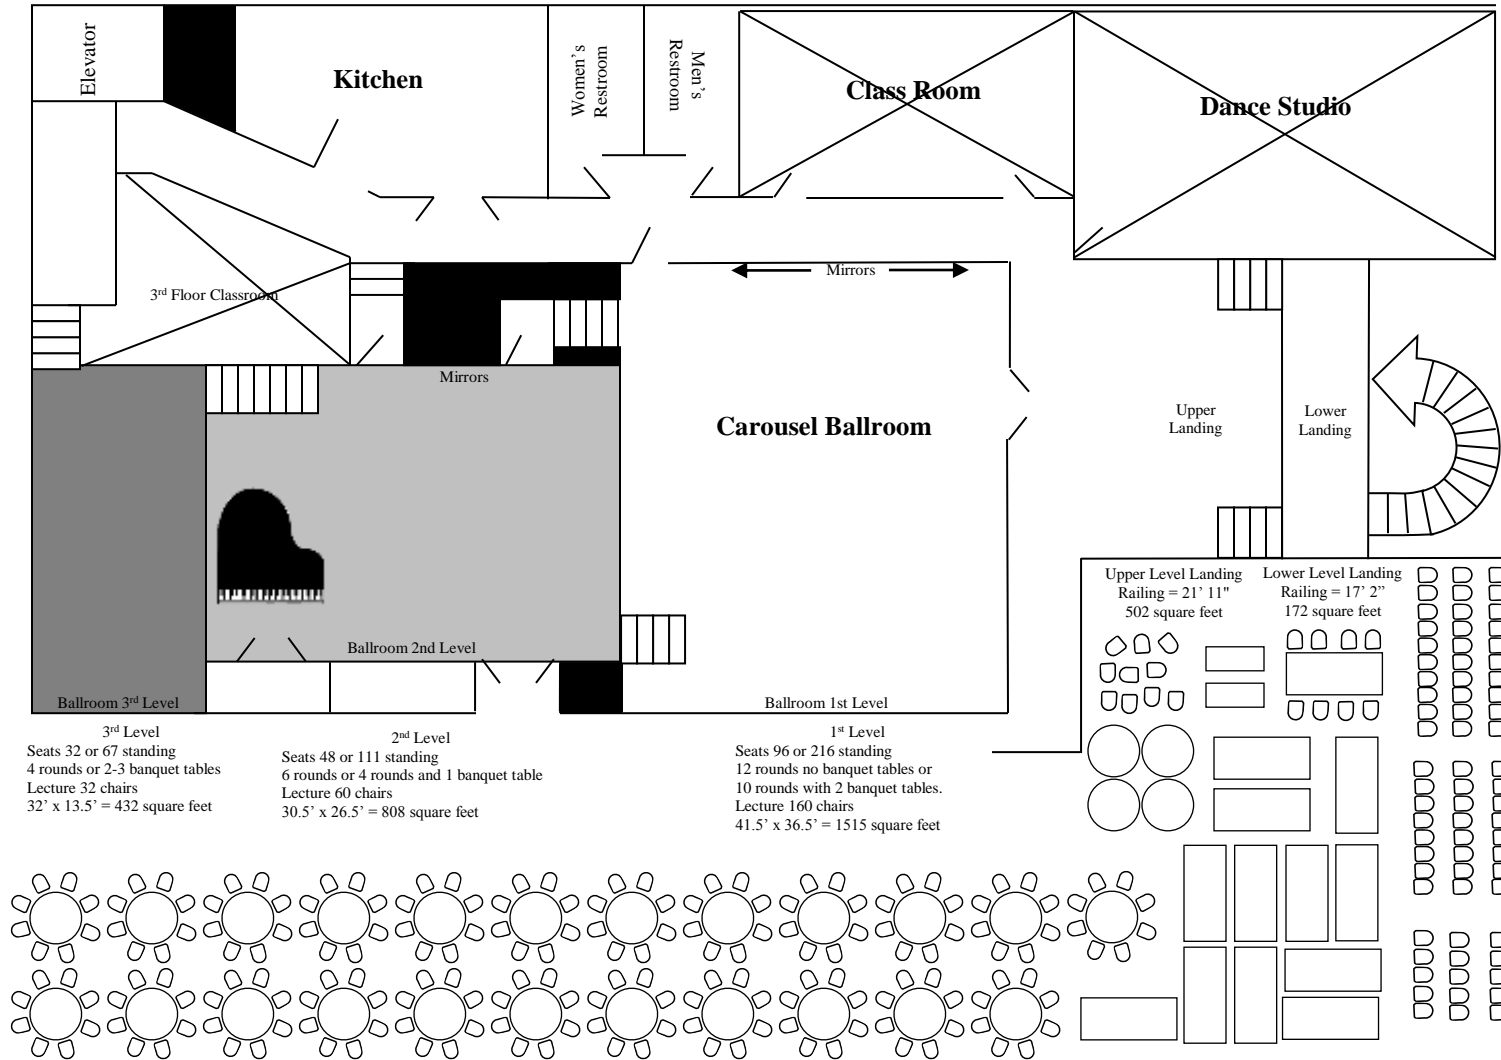 Elevator
Kitchen
Women’s
Restroom
Men’s
Restroom
Class Room
Dance Studio
Mirrors
3rd Floor Classroom
Mirrors
Carousel Ballroom
Upper
Landing
Lower
Landing
Upper Level Landing
Railing = 21’ 11"
502 square feet
Lower Level Landing
Railing = 17’ 2”
172 square feet
Ballroom 2nd Level
Ballroom 3rd Level
Ballroom 1st Level
3rd Level
Seats 32 or 67 standing
4 rounds or 2-3 banquet tables
Lecture 32 chairs
32’ x 13.5’ = 432 square feet
2nd Level
Seats 48 or 111 standing
6 rounds or 4 rounds and 1 banquet table
Lecture 60 chairs
30.5’ x 26.5’ = 808 square feet
1st Level
Seats 96 or 216 standing
12 rounds no banquet tables or
10 rounds with 2 banquet tables.
Lecture 160 chairs
41.5’ x 36.5’ = 1515 square feet